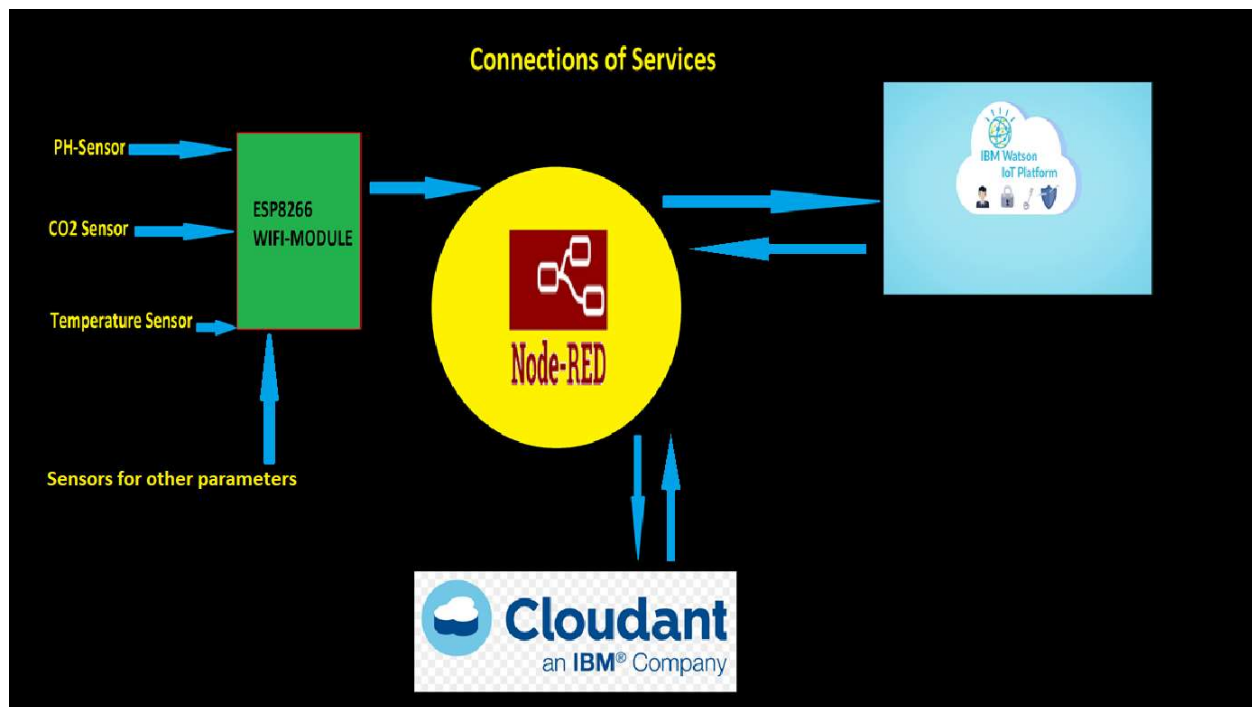 Connections of Services
PH-Sensor
CO2 Sensor
Temperature Sensor
Sensors for other parameters
ESP8266
WIFI-MODULE
Node-RED
IBM Watson
IoT Platform
Cloudant
an IBM® Company